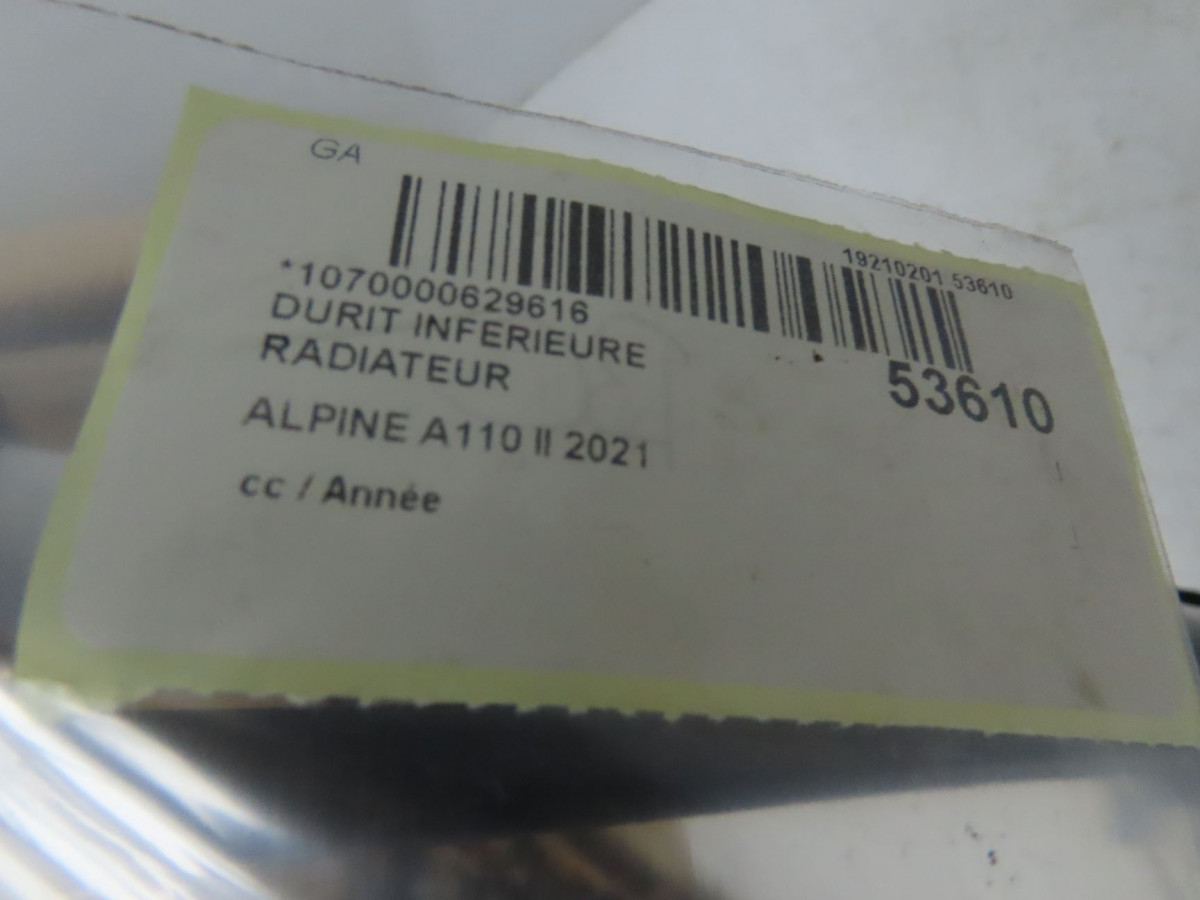 GA
19210201 53610
*1070000629616
DURIT INFERIEURE
RADIATEUR
53610
ALPINE A110 II 2021
cc / Année